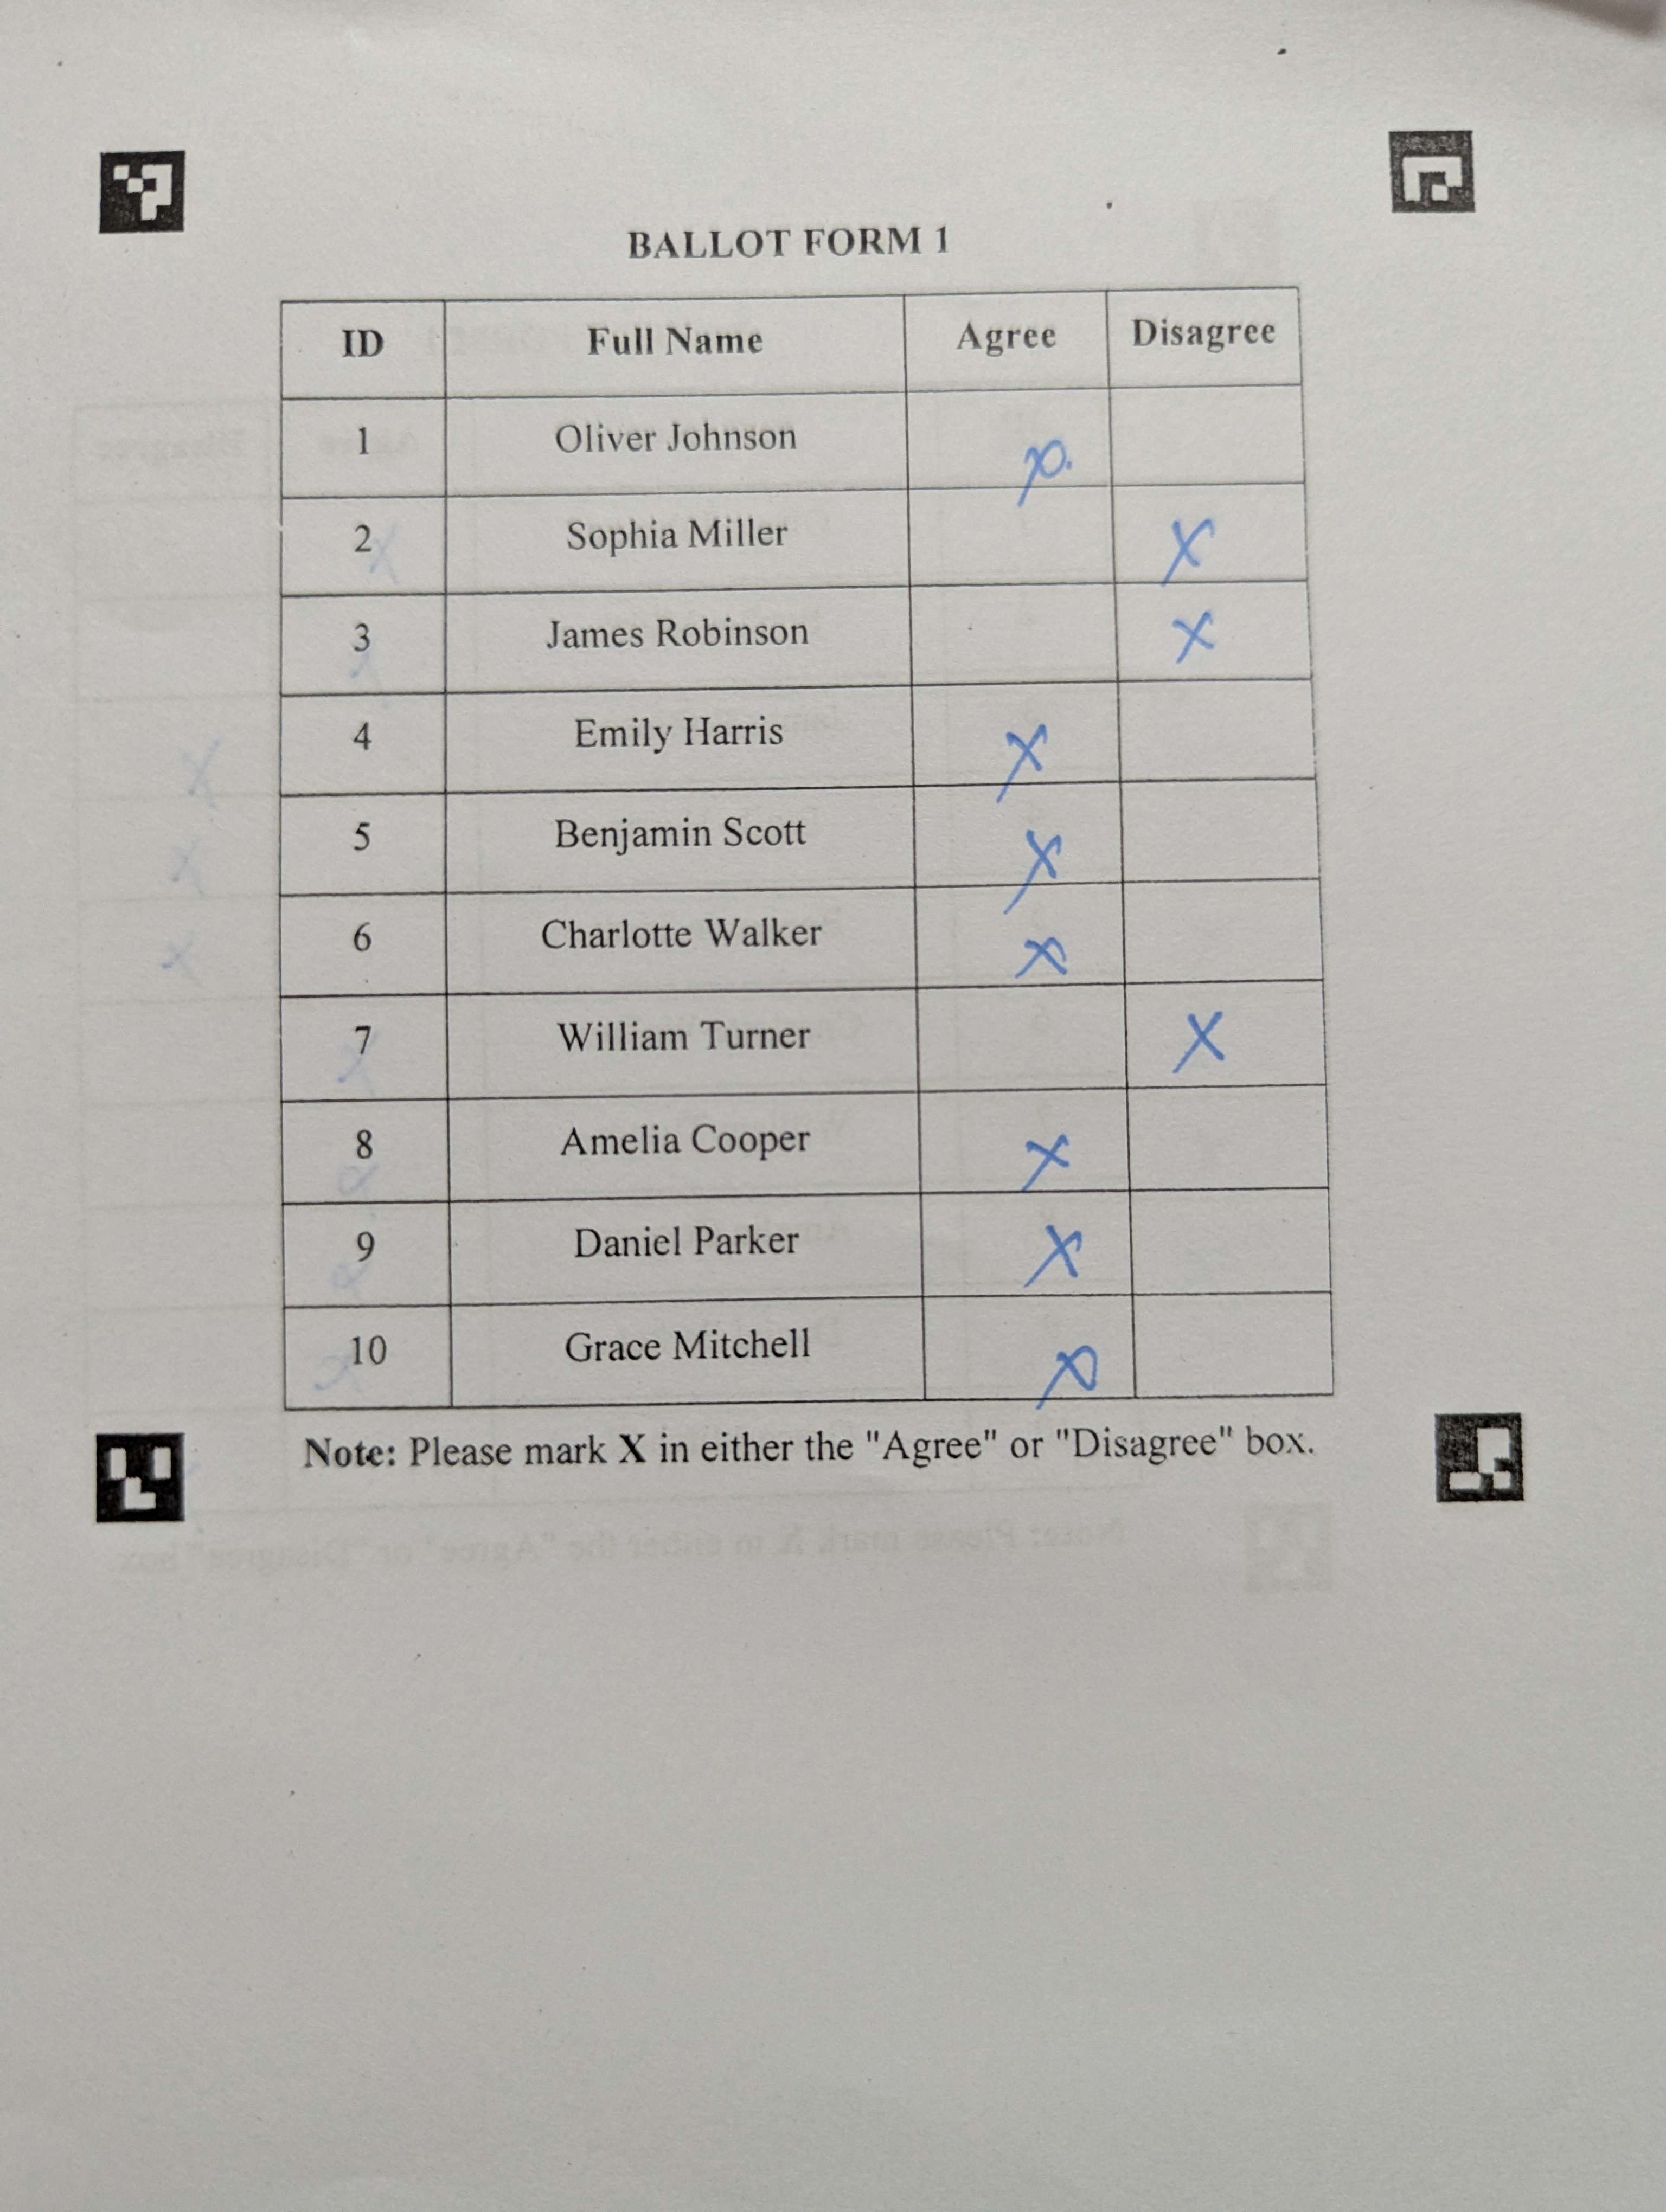 BALLOT FORM 1
ID Full Name Agree Disagree
1 Oliver Johnson X
2 Sophia Miller X
3 James Robinson X
4 Emily Harris X
5 Benjamin Scott X
6 Charlotte Walker X
7 William Turner X
8 Amelia Cooper X
9 Daniel Parker X
10 Grace Mitchell X
Note: Please mark X in either the "Agree" or "Disagree" box.